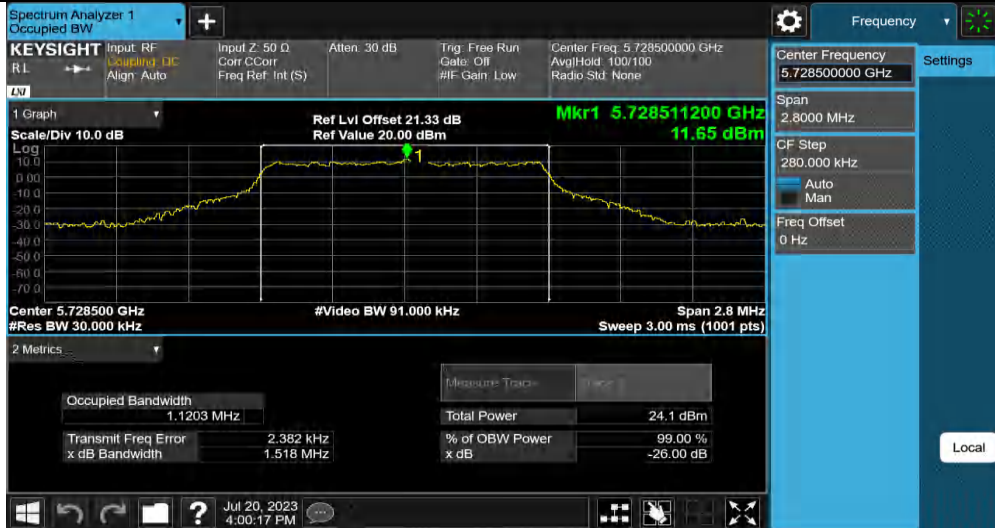 Spectrum Analyzer 1
Occupied BW
+
Frequency
KEYSIGHT
RL
LXI
Input: RF
Coupling: DC
Align: Auto
Input Z: 50 Ω
Corr CCorr
Freq Ref: Int (S)
Atten: 30 dB
Trig: Free Run
Gate: Off
#IF Gain: Low
Center Freq: 5.728500000 GHz
Avg|Hold: 100/100
Radio Std: None
Center Frequency
5.728500000 GHz
Settings
Span
2.8000 MHz
CF Step
280.000 kHz
Auto
Man
Freq Offset
0 Hz
Local
1 Graph
Scale/Div 10.0 dB
Ref Lvl Offset 21.33 dB
Ref Value 20.00 dBm
Mkr1 5.728511200 GHz
11.65 dBm
Log
10.0
0.00
-10.0
-20.0
-30.0
-40.0
-50.0
-60.0
-70.0
1
Center 5.728500 GHz
#Res BW 30.000 kHz
#Video BW 91.000 kHz
Span 2.8 MHz
Sweep 3.00 ms (1001 pts)
2 Metrics
Measure Trace
Occupied Bandwidth
1.1203 MHz
Total Power
24.1 dBm
Transmit Freq Error
2.382 kHz
% of OBW Power
99.00 %
x dB Bandwidth
1.518 MHz
x dB
-26.00 dB
?
Jul 20, 2023
4:00:17 PM